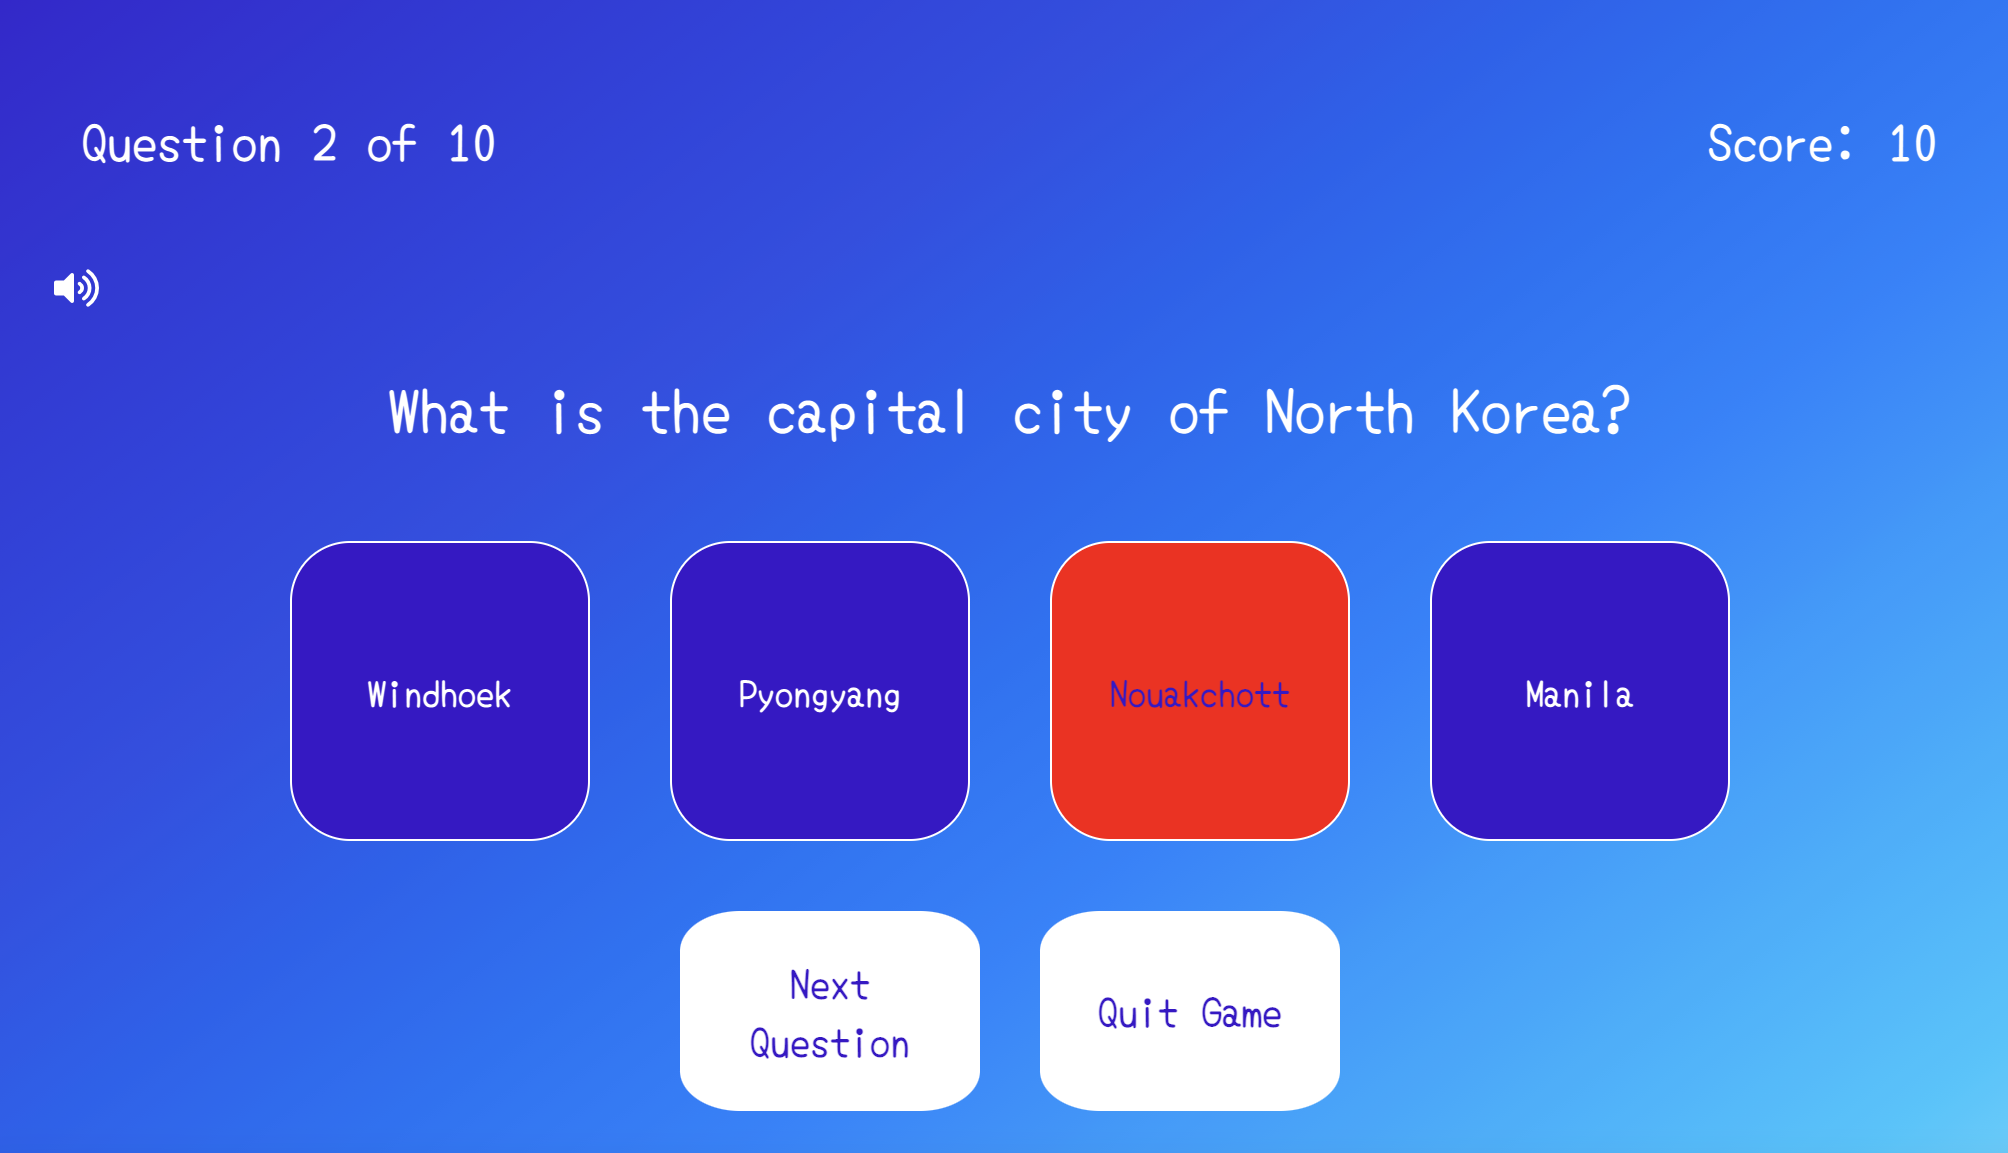 Question 2 of 10
Score: 10
What is the capital city of North Korea?
Windhoek
Pyongyang
Nouakchott
Manila
Next
Question
Quit Game